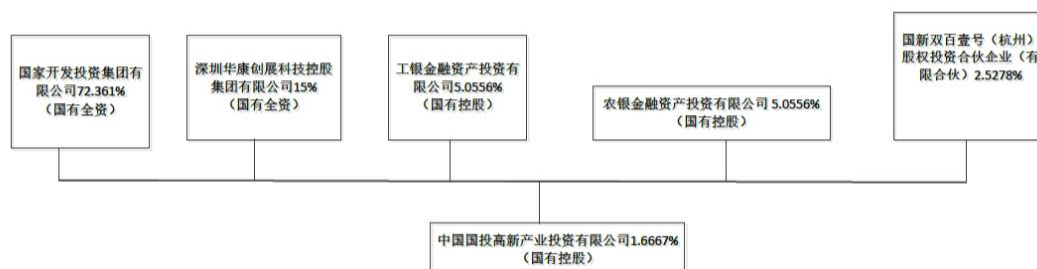 国家开发投资集团有
限公司72.361%
（国有全资）
深圳华康创展科技控股
集团有限公司15%
（国有全资）
工银金融资产投资有
限公司5.0556%
（国有控股）
农银金融资产投资有限公司 5.0556%
（国有控股）
国新双百壹号（杭州）
股权投资合伙企业（有
限合伙）2.5278%
中国国投高新产业投资有限公司1.6667%
（国有控股）